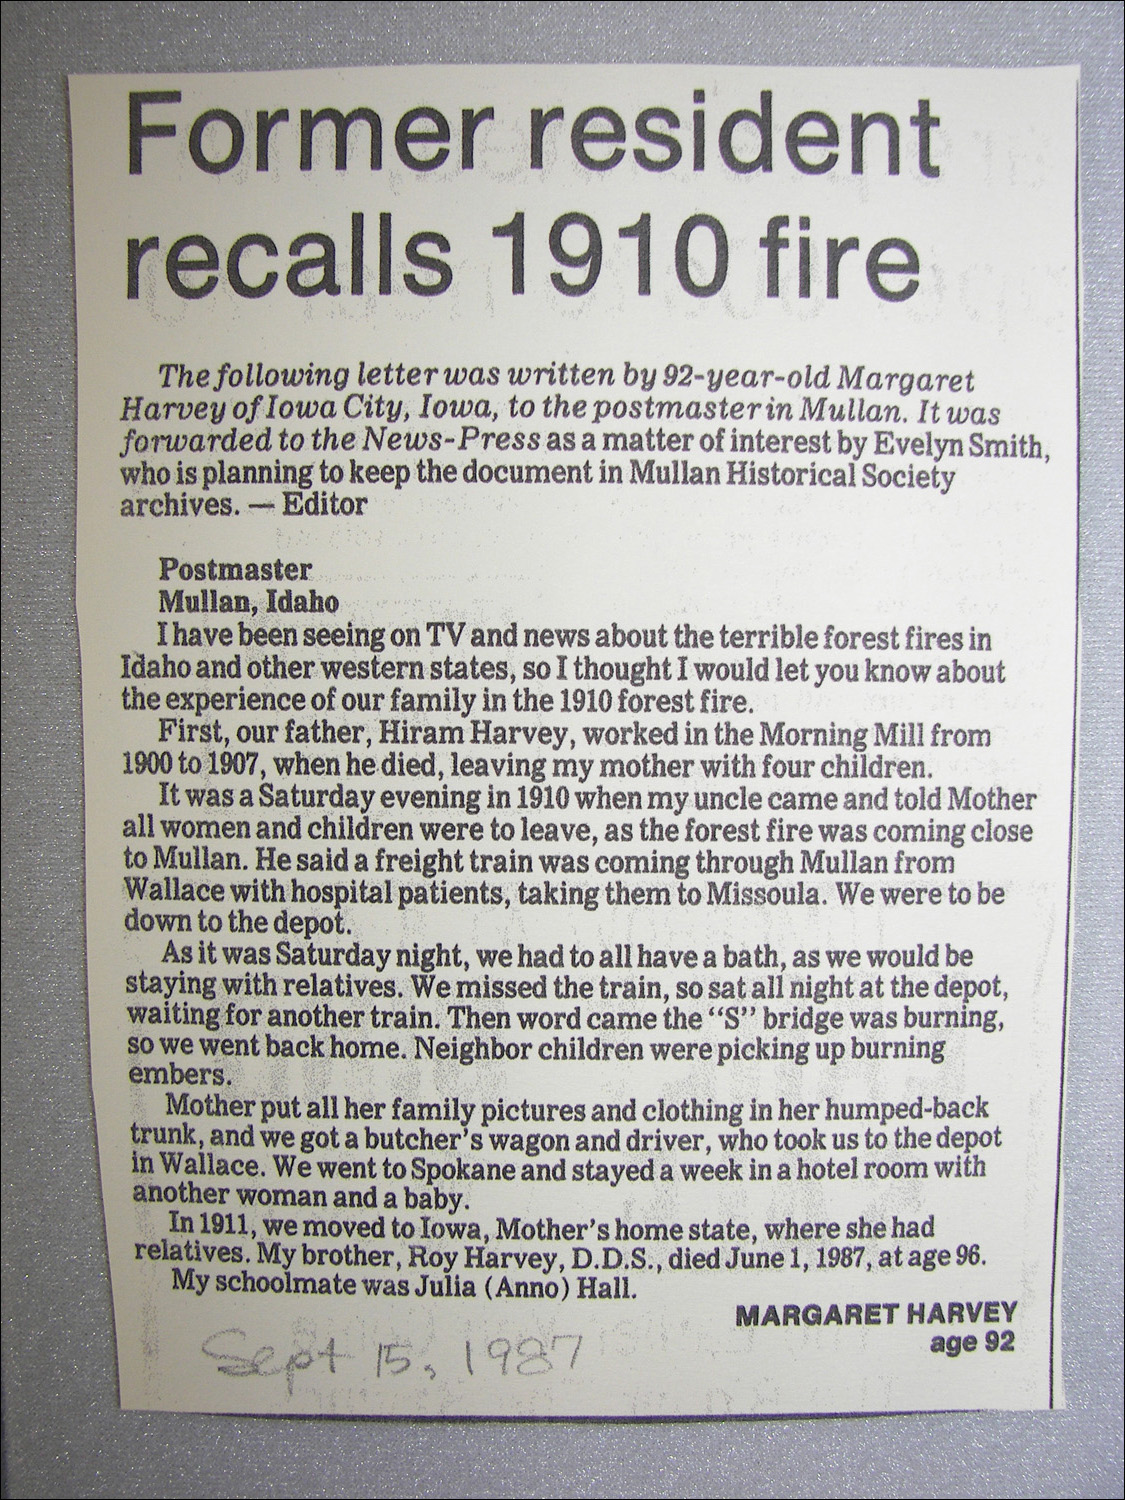 Former resident
recalls 1910 fire
The following letter was written by 92-year-old Margaret
Harvey of Iowa City, Iowa, to the postmaster in Mullan. It was
forwarded to the News-Press as a matter of interest by Evelyn Smith,
who is planning to keep the document in Mullan Historical Society
archives. — Editor
Postmaster
Mullan, Idaho
I have been seeing on TV and news about the terrible forest fires in
Idaho and other western states, so I thought I would let you know about
the experience of our family in the 1910 forest fire.
First, our father, Hiram Harvey, worked in the Morning Mill from
1900 to 1907, when he died, leaving my mother with four children.
It was a Saturday evening in 1910 when my uncle came and told Mother
all women and children were to leave, as the forest fire was coming close
to Mullan. He said a freight train was coming through Mullan from
Wallace with hospital patients, taking them to Missoula. We were to be
down to the depot.
As it was Saturday night, we had to all have a bath, as we would be
staying with relatives. We missed the train, so sat all night at the depot,
waiting for another train. Then word came the “S” bridge was burning,
so we went back home. Neighbor children were picking up burning
embers.
Mother put all her family pictures and clothing in her humped-back
trunk, and we got a butcher's wagon and driver, who took us to the depot
in Wallace. We went to Spokane and stayed a week in a hotel room with
another woman and a baby.
In 1911, we moved to Iowa, Mother's home state, where she had
relatives. My brother, Roy Harvey, D.D.S., died June 1, 1987, at age 96.
My schoolmate was Julia (Anno) Hall.
MARGARET HARVEY
age 92
Sept 15, 1987